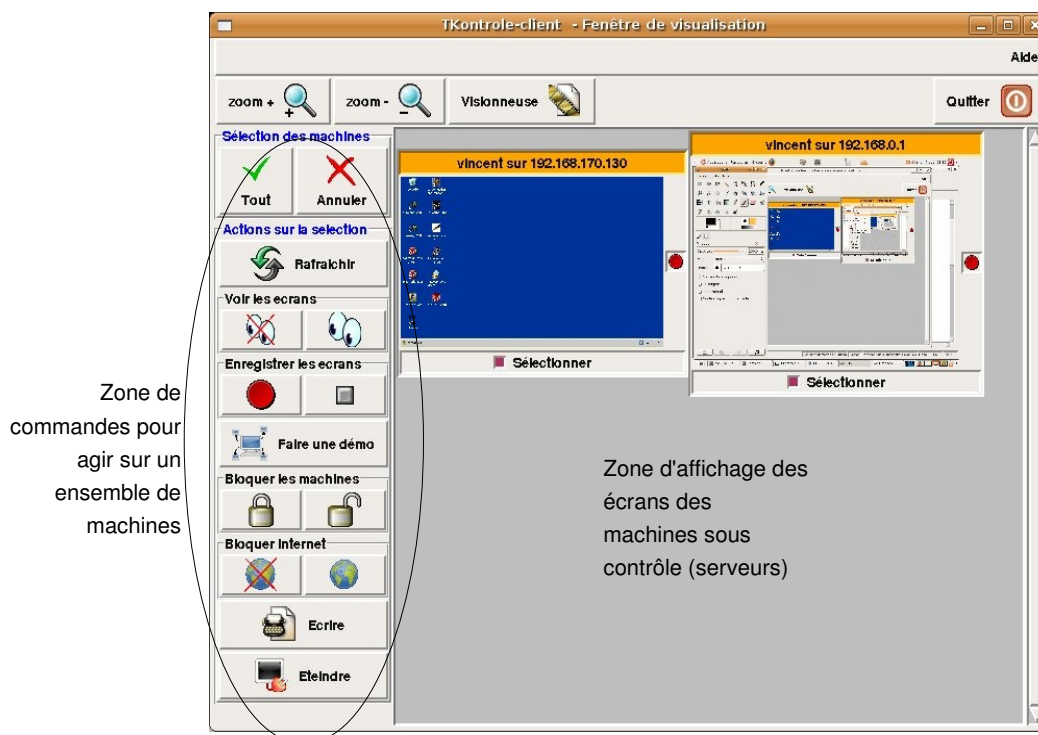 TKontrole-client - Fenêtre de visualisation
Aide
zoom + zoom - Visionneuse Quitter
Sélection des machines
Tout Annuler
Actions sur la selection
Rafraichir
Voir les ecrans
Enregistrer les ecrans
Faire une démo
Bloquer les machines
Bloquer Internet
Ecrire
Eteindre
vincent sur 192.168.170.130
Sélectionner
vincent sur 192.168.0.1
Sélectionner
Zone de
commandes pour
agir sur un
ensemble de
machines
Zone d'affichage des
écrans des
machines sous
contrôle (serveurs)